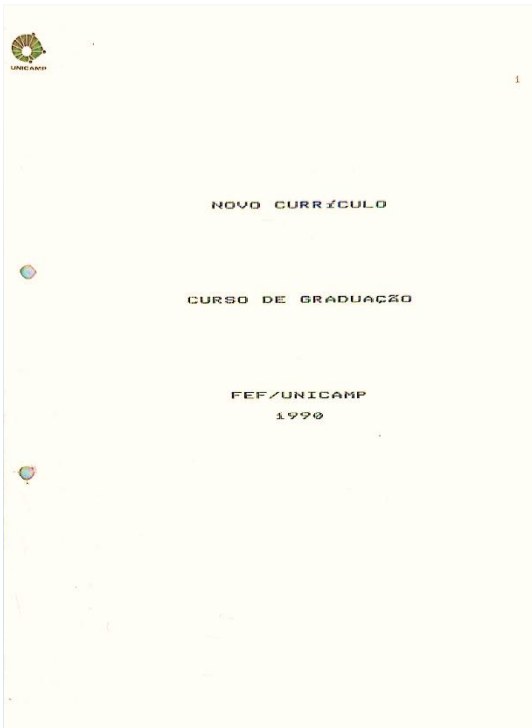 UNICAMP
1
NOVO CURRíCULO
CURSO DE GRADUAÇÃO
FEF/UNICAMP
1990